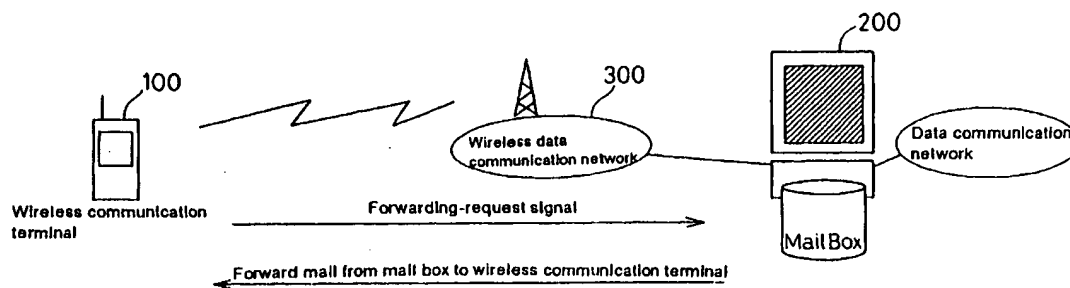 200
100
300
Wireless data
communication network
Data communication
network
Wireless communication
terminal
Forwarding-request signal
MailBox
Forward mail from mail box to wireless communication terminal